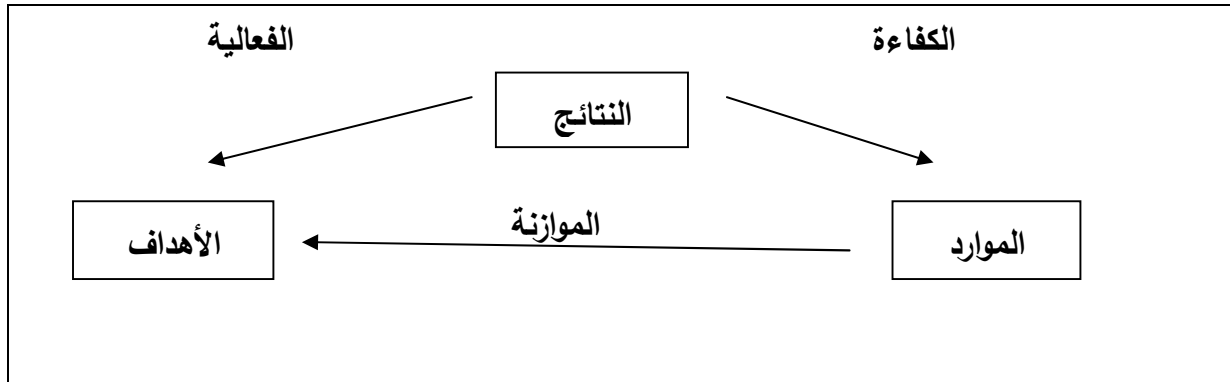 الكفاءة الفعالية
النتائج
الموازنة
الموارد الأهداف